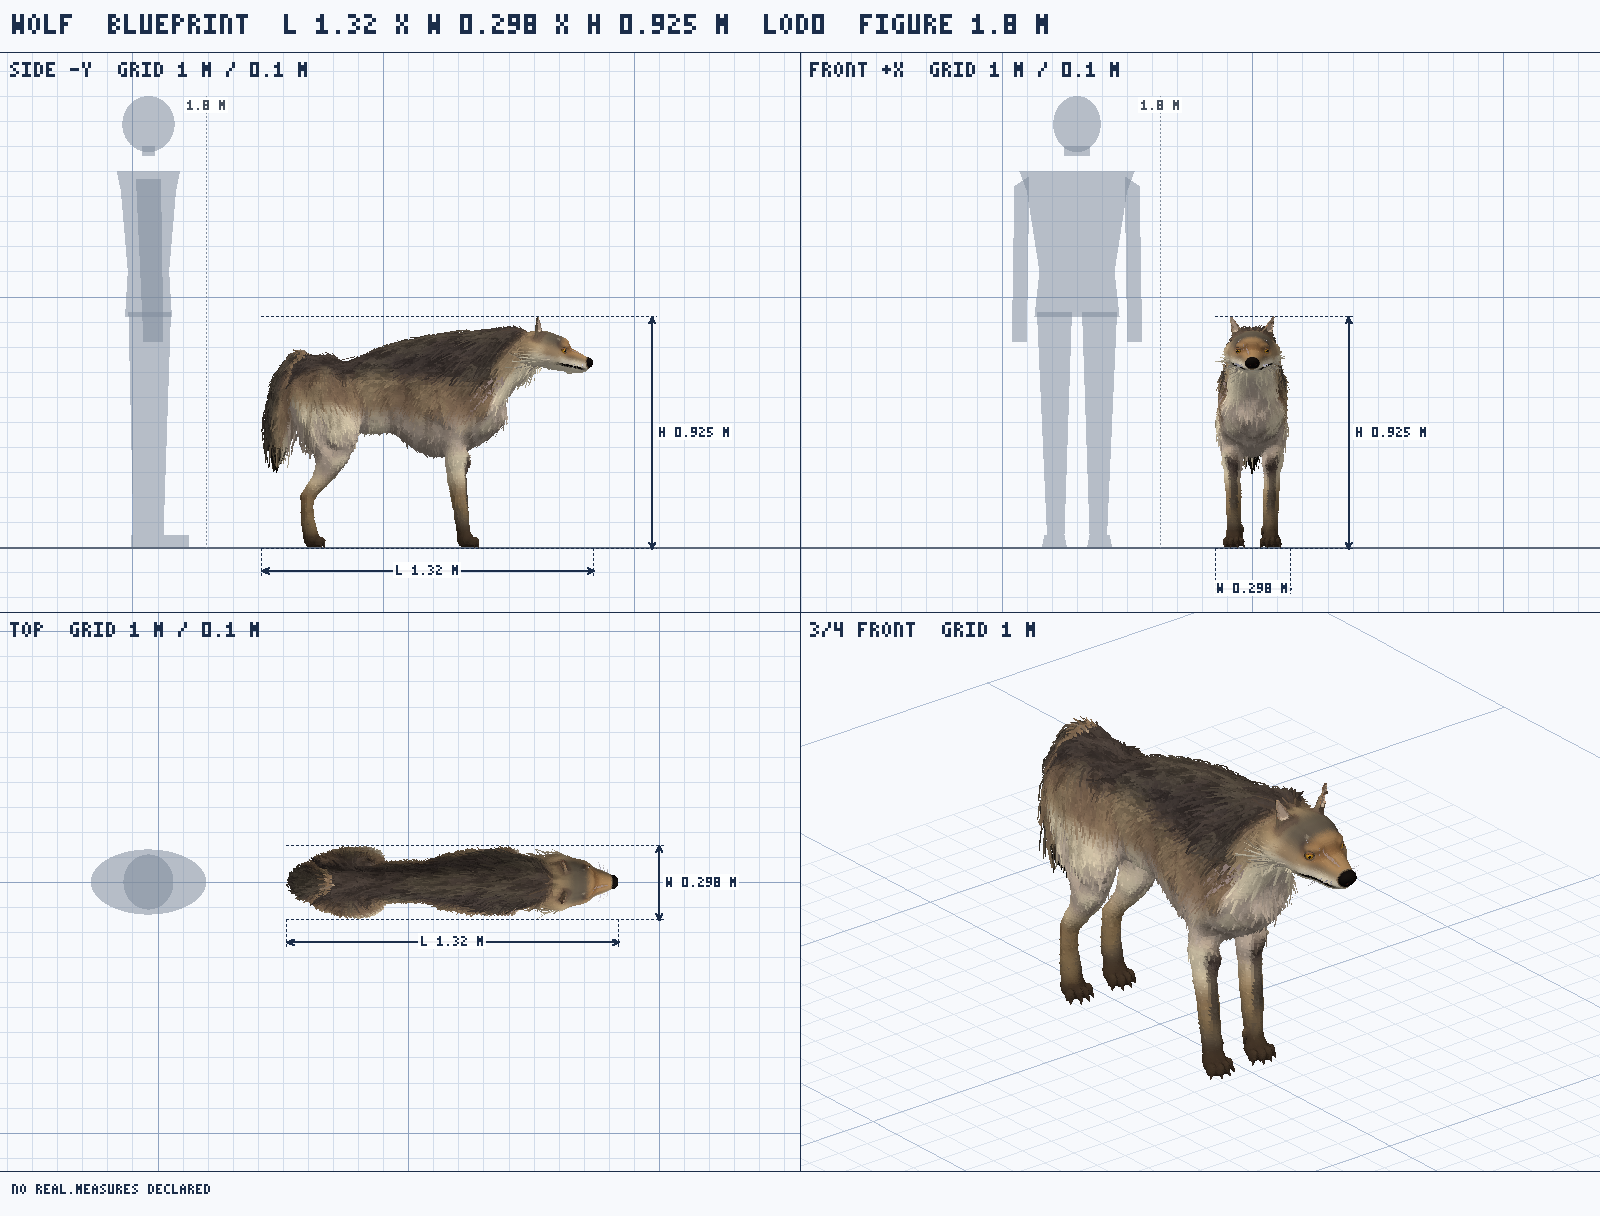 WOLF BLUEPRINT L 1.32 X W 0.298 X H 0.925 M LOD0 FIGURE 1.8 M
SIDE -Y GRID 1 M / 0.1 M
1.8 M
H 0.925 M
L 1.32 M
FRONT +X GRID 1 M / 0.1 M
1.8 M
H 0.925 M
W 0.298 M
TOP GRID 1 M / 0.1 M
W 0.298 M
L 1.32 M
3/4 FRONT GRID 1 M
NO REAL.MEASURES DECLARED